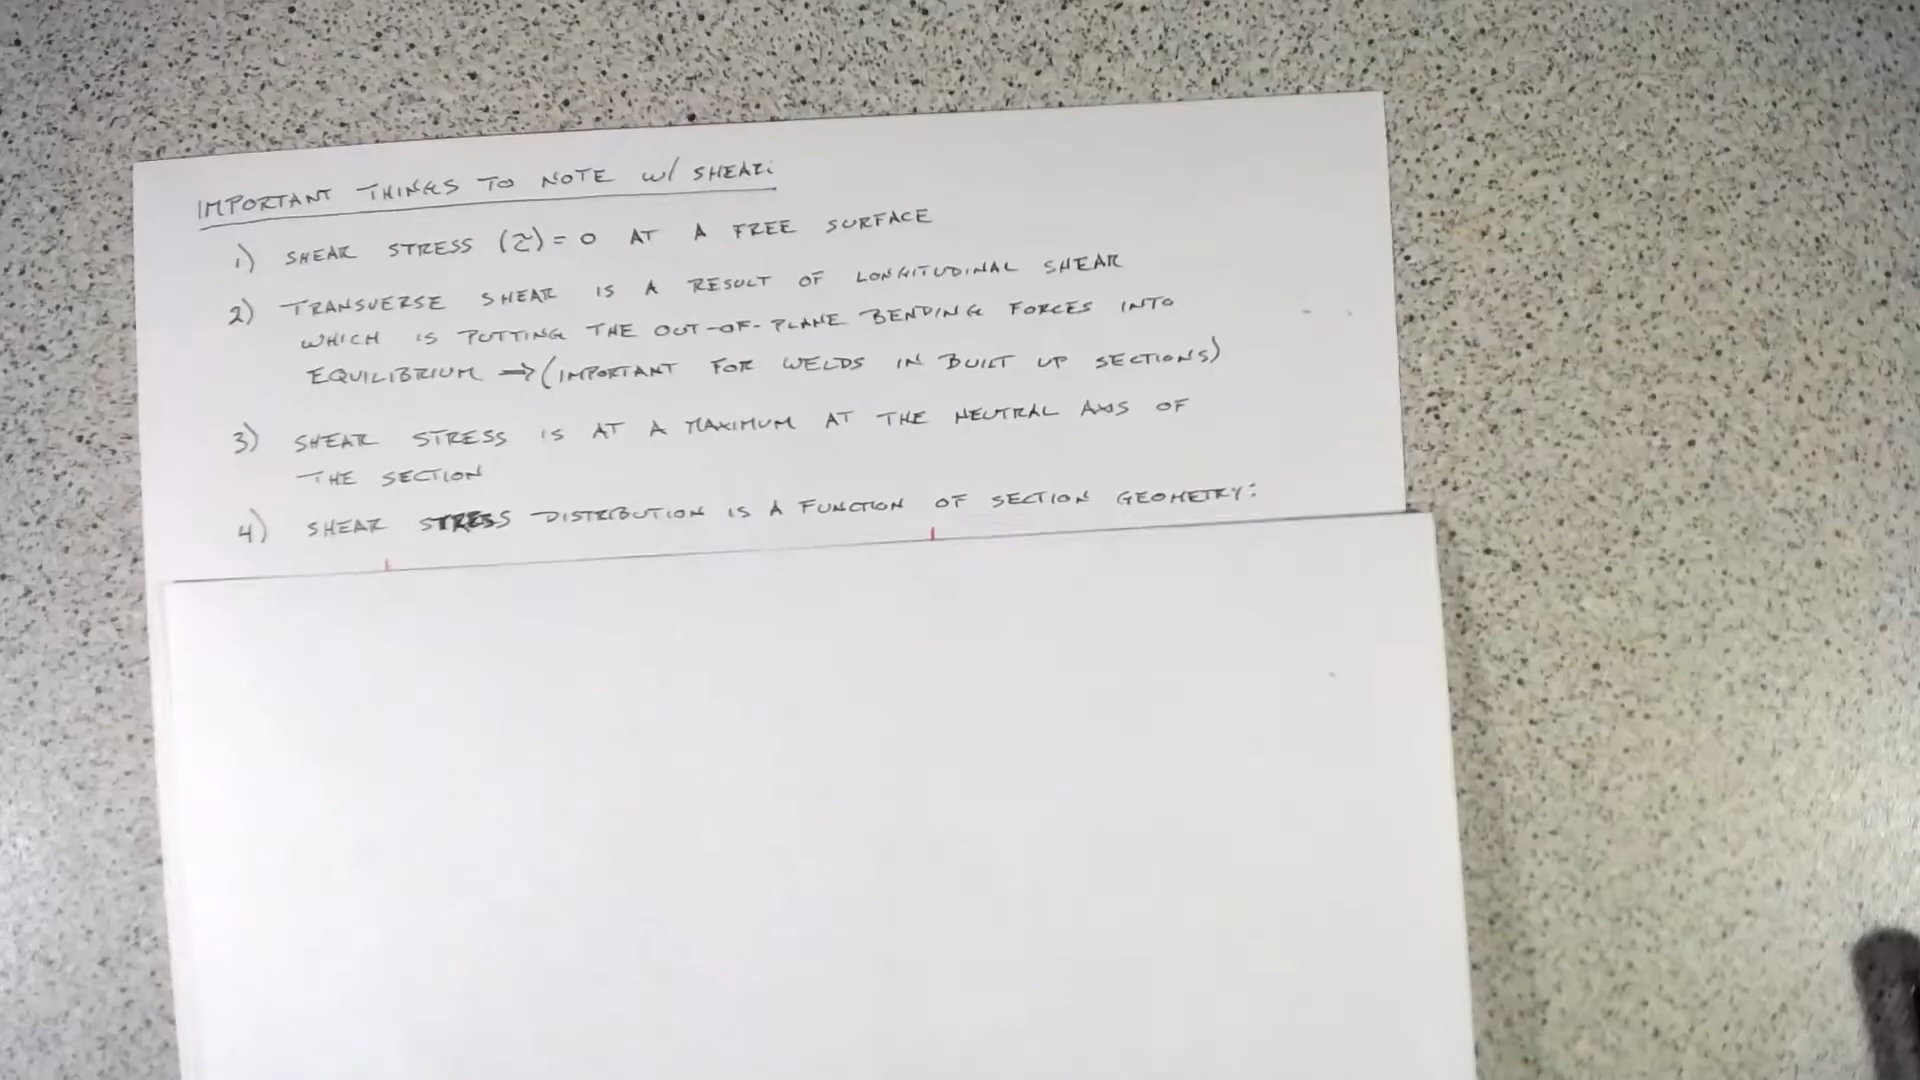 IMPORTANT THINGS TO NOTE W/ SHEAR:
1) SHEAR STRESS (τ) = 0 AT A FREE SURFACE
2) TRANSVERSE SHEAR IS A RESULT OF LONGITUDINAL SHEAR
WHICH IS PUTTING THE OUT-OF-PLANE BENDING FORCES INTO
EQUILIBRIUM → (IMPORTANT FOR WELDS IN BUILT UP SECTIONS)
3) SHEAR STRESS IS AT A MAXIMUM AT THE NEUTRAL AXIS OF
THE SECTION
4) SHEAR STRESS DISTRIBUTION IS A FUNCTION OF SECTION GEOMETRY: